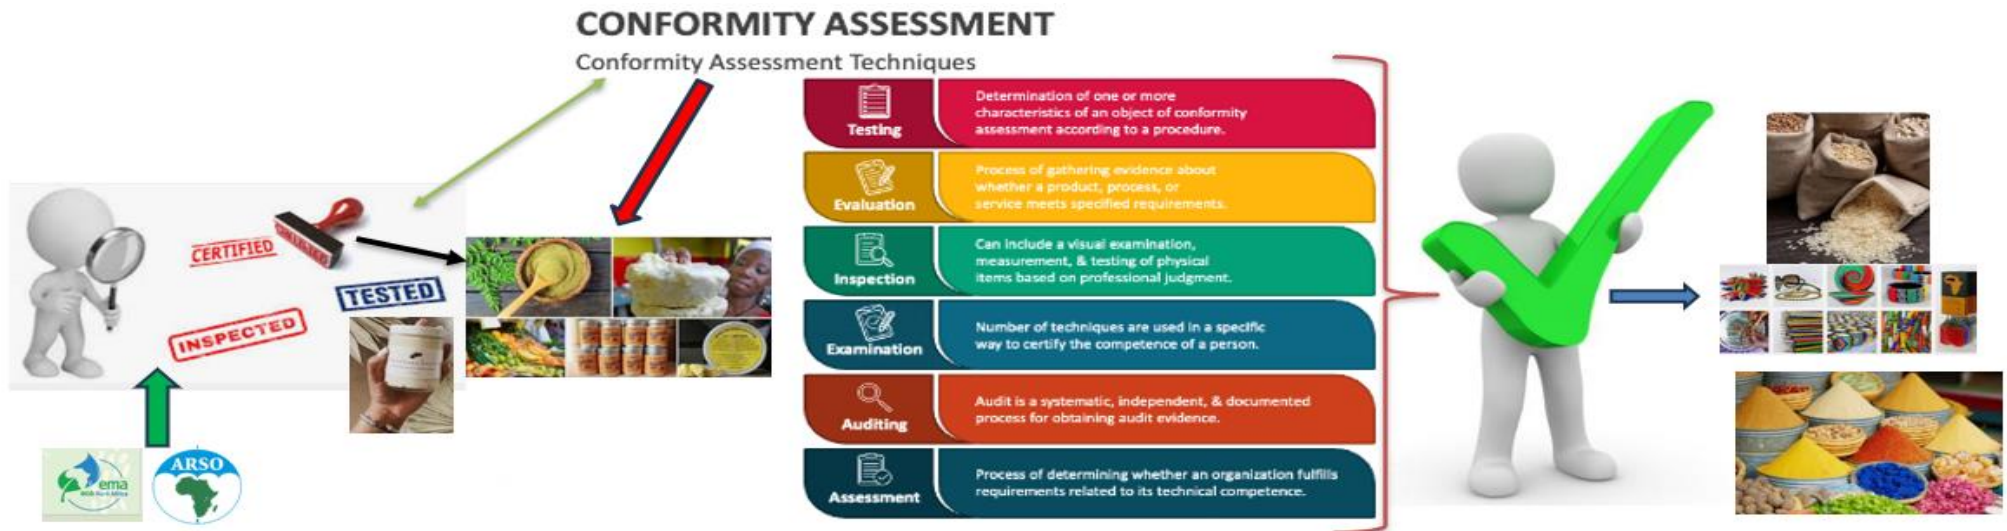 CONFORMITY ASSESSMENT
Conformity Assessment Techniques
Testing
Determination of one or more
characteristics of an object of conformity
assessment according to a procedure.
Evaluation
Process of gathering evidence about
whether a product, process, or
service meets specified requirements.
Inspection
Can include a visual examination,
measurement, & testing of physical
items based on professional judgment.
Examination
Number of techniques are used in a specific
way to certify the competence of a person.
Auditing
Audit is a systematic, independent, & documented
process for obtaining audit evidence.
Assessment
Process of determining whether an organization fulfills
requirements related to its technical competence.
CERTIFIED
TESTED
INSPECTED
ema
ARSO